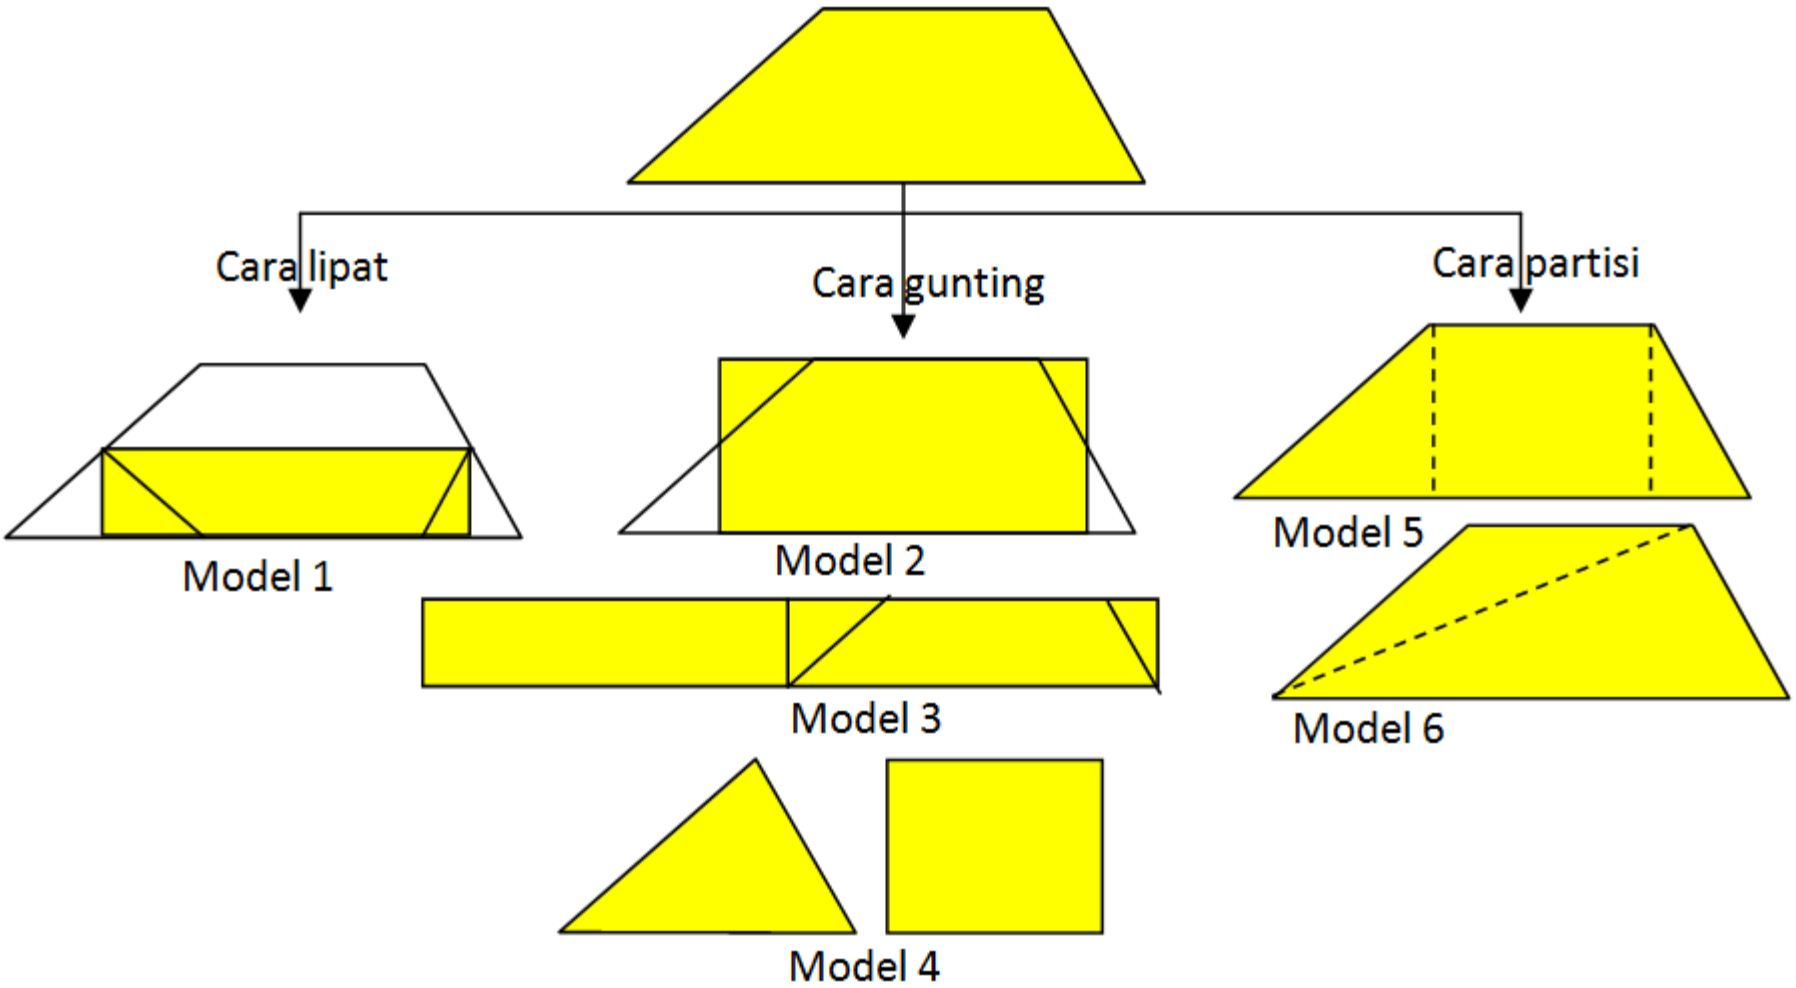 Cara lipat
Cara gunting
Cara partisi
Model 1
Model 2
Model 5
Model 3
Model 6
Model 4